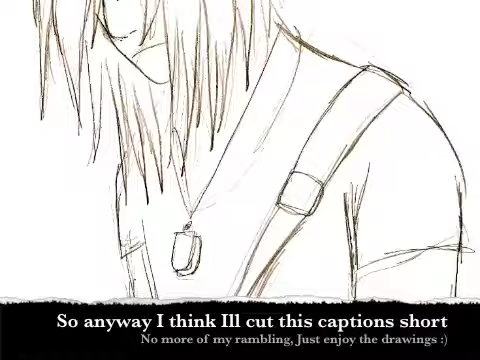 So anyway I think Ill cut this captions short
No more of my rambling, Just enjoy the drawings :)